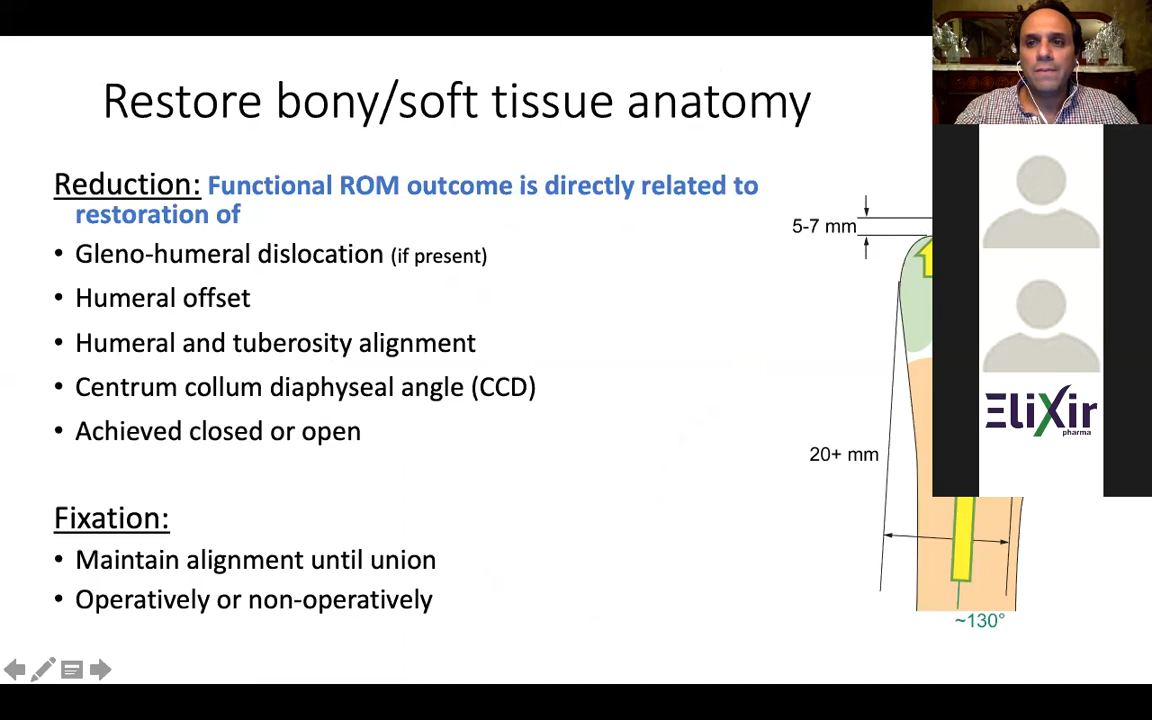 Restore bony/soft tissue anatomy
Reduction: Functional ROM outcome is directly related to
restoration of
• Gleno-humeral dislocation (if present)
• Humeral offset
• Humeral and tuberosity alignment
• Centrum collum diaphyseal angle (CCD)
• Achieved closed or open
Fixation:
• Maintain alignment until union
• Operatively or non-operatively
5-7 mm
20+ mm
~130°
EliXir
pharma